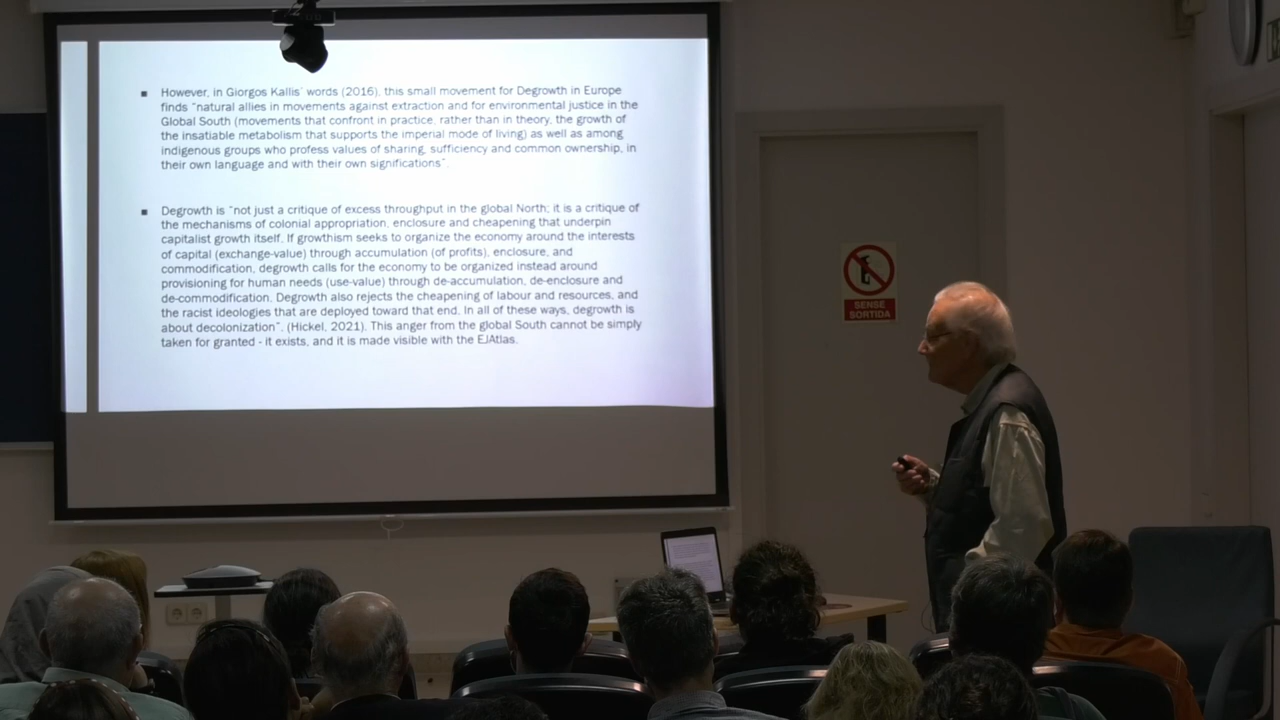 However, in Giorgos Kallis' words (2016), this small movement for Degrowth in Europe
finds "natural allies in movements against extraction and for environmental justice in the
Global South (movements that confront in practice, rather than in theory, the growth of
the insatiable metabolism that supports the imperial mode of living) as well as among
indigenous groups who profess values of sharing, sufficiency and common ownership, in
their own language and with their own significations".
Degrowth is "not just a critique of excess throughput in the global North; it is a critique of
the mechanisms of colonial appropriation, enclosure and cheapening that underpin
capitalist growth itself. If growthism seeks to organize the economy around the interests
of capital (exchange-value) through accumulation (of profits), enclosure, and
commodification, degrowth calls for the economy to be organized instead around
provisioning for human needs (use-value) through de-accumulation, de-enclosure and
de-commodification. Degrowth also rejects the cheapening of labour and resources, and
the racist ideologies that are deployed toward that end. In all of these ways, degrowth is
about decolonization". (Hickel, 2021). This anger from the global South cannot be simply
taken for granted - it exists, and it is made visible with the EJAtlas.
SENSE
SORTIDA